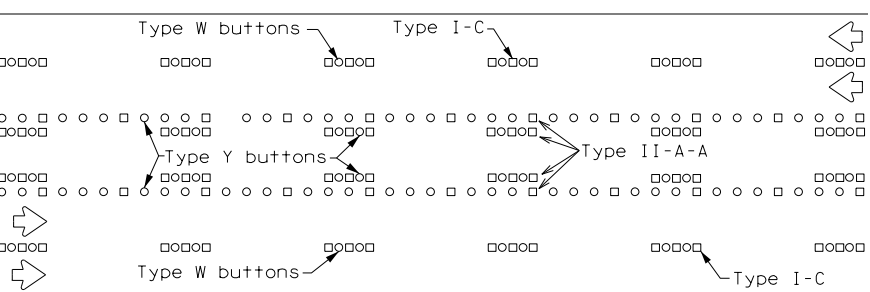 Type W buttons
Type I-C
Type Y buttons
Type II-A-A
Type W buttons
Type I-C